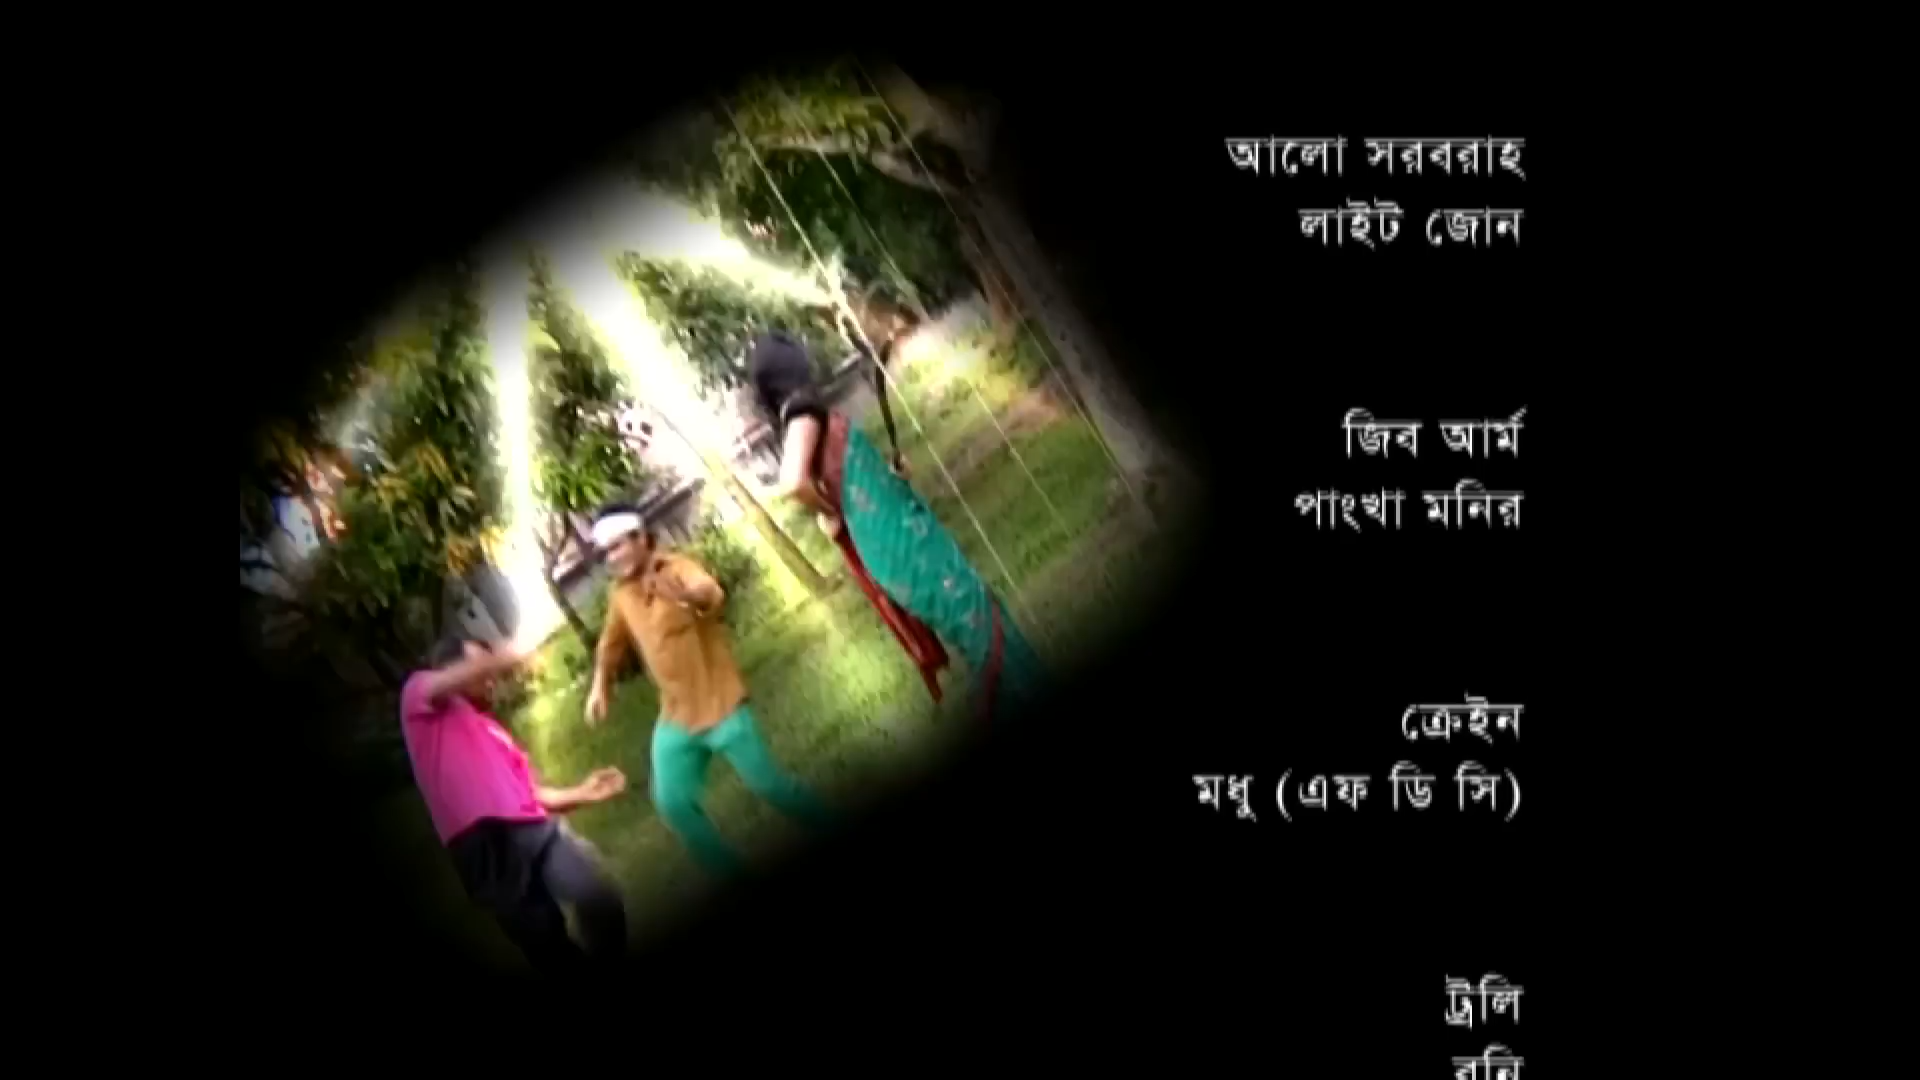 আলো সরবরাহ
লাইট জোন
জিব আর্ম
পাংখা মনির
ক্রেইন
মধু (এফ ডি সি)
ট্রলি